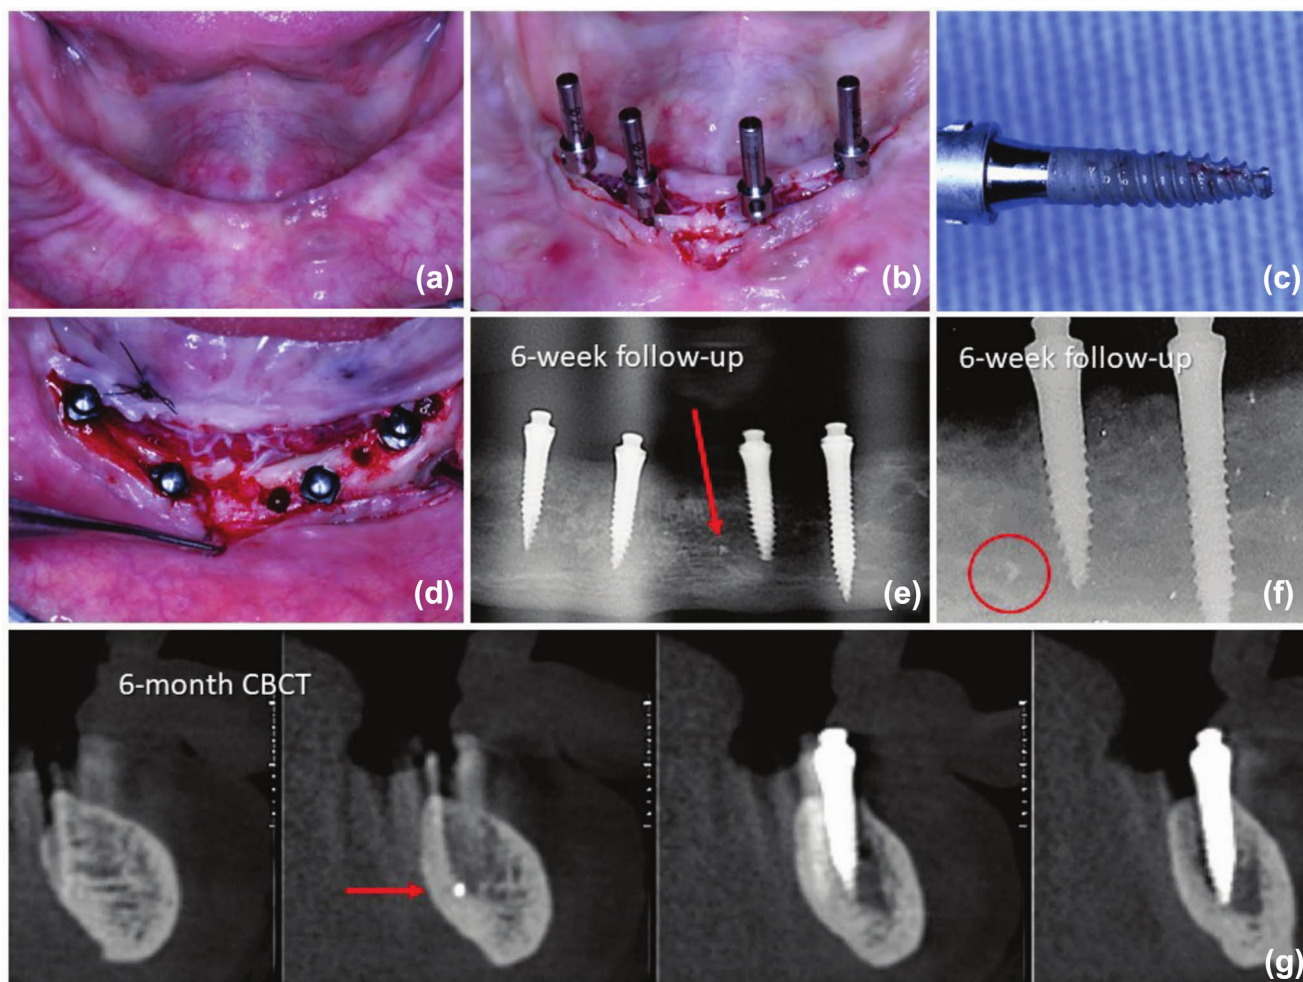 (a)
(b)
(c)
(d)
6-week follow-up
(e)
6-week follow-up
(f)
6-month CBCT
(g)